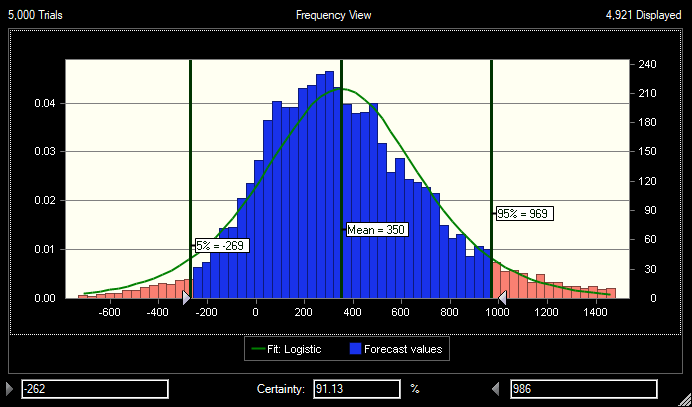 5,000 Trials Frequency View 4,921 Displayed
240
0.04 210
180
0.03 150
120
0.02 95% = 969
Mean = 350 90
5% = -269 60
0.01
30
0.00 0
-600 -400 -200 0 200 400 600 800 1000 1200 1400
Fit: Logistic Forecast values
-262 Certainty: 91.13 % 986